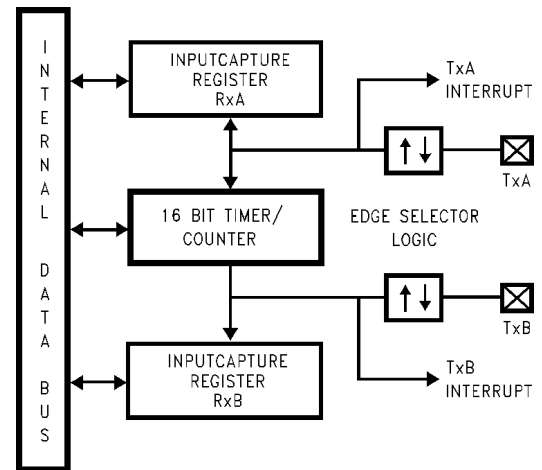 INTERNAL DATA BUS
INPUTCAPTURE
REGISTER
RxA
TxA
INTERRUPT
TxA
16 BIT TIMER/
COUNTER
EDGE SELECTOR
LOGIC
TxB
INPUTCAPTURE
REGISTER
RxB
TxB
INTERRUPT